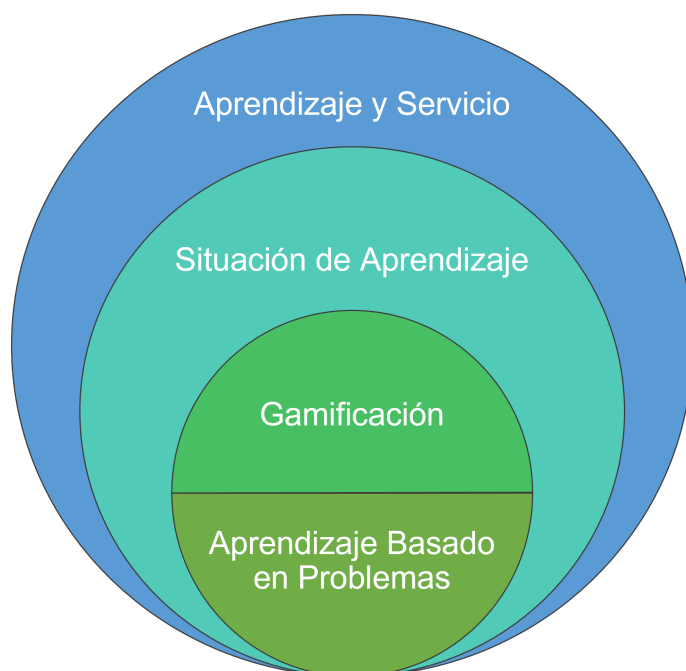 Aprendizaje y Servicio
Situación de Aprendizaje
Gamificación
Aprendizaje Basado
en Problemas